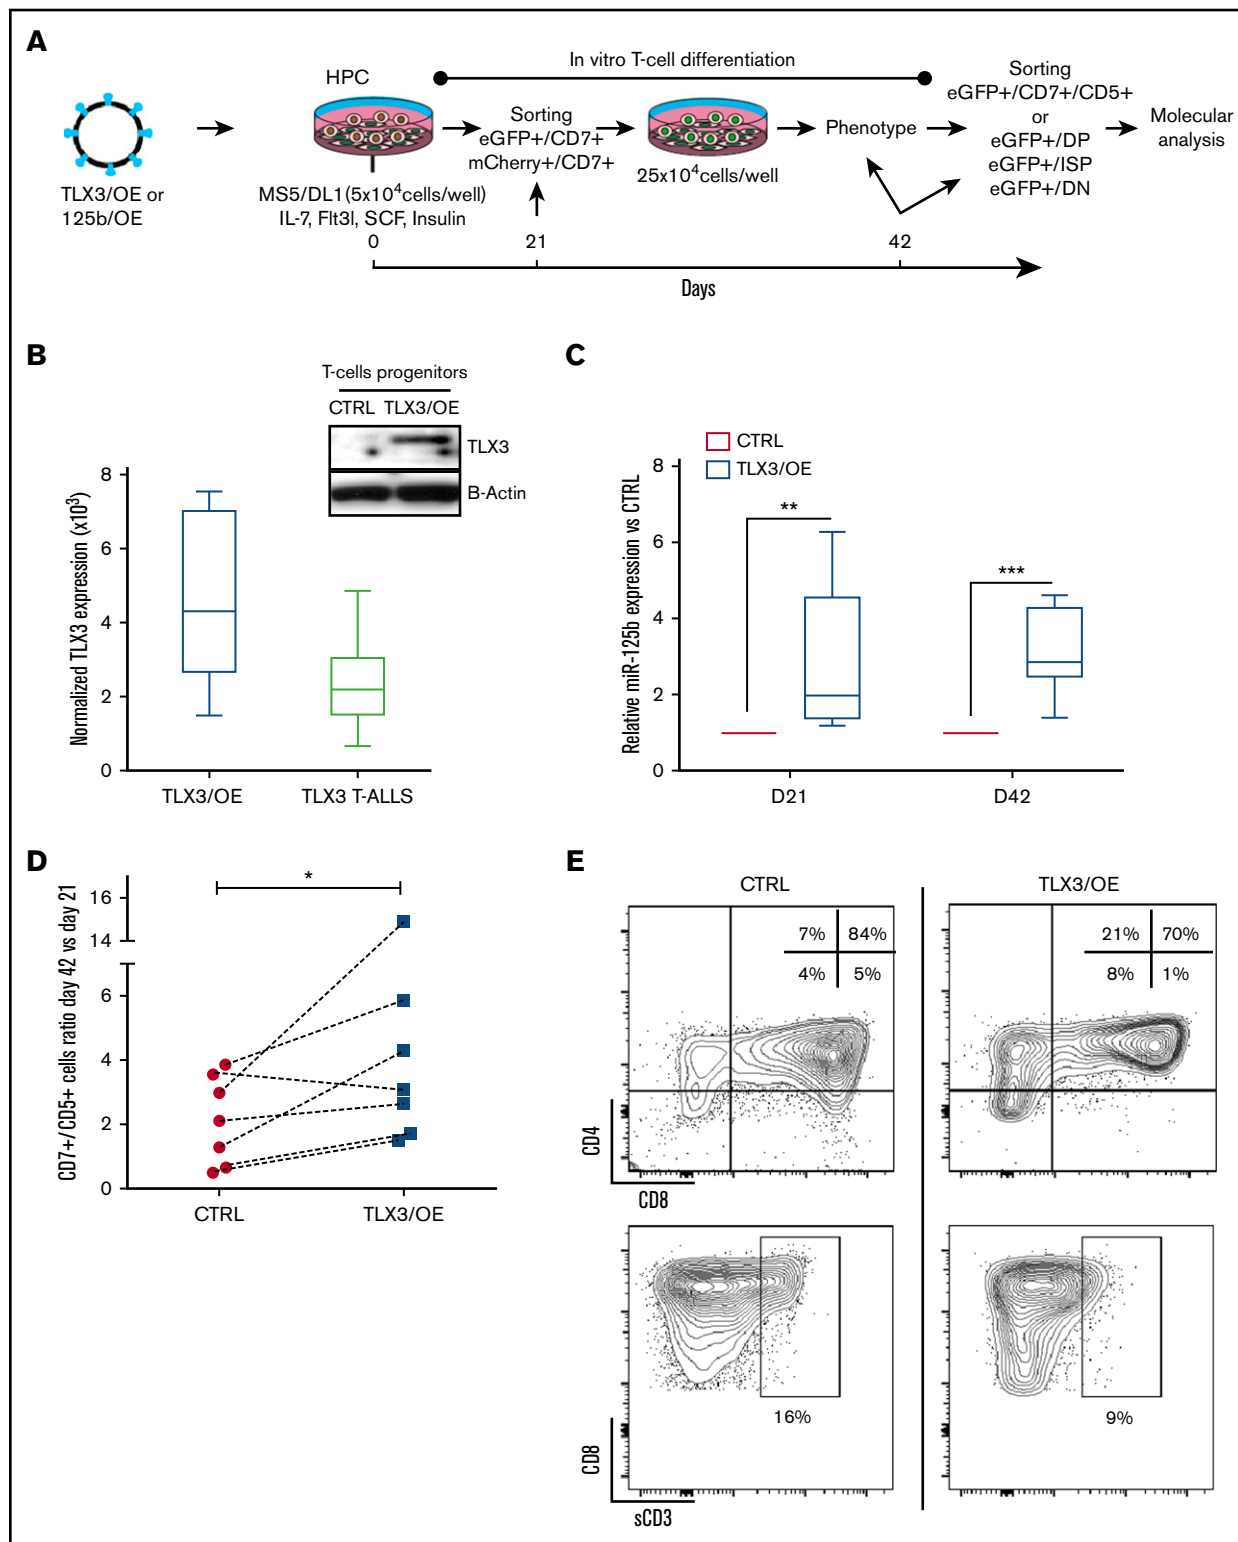 A
In vitro T-cell differentiation
HPC
Sorting
eGFP+/CD7+
mCherry+/CD7+
Phenotype
Sorting
eGFP+/CD7+/CD5+
or
eGFP+/DP
eGFP+/ISP
eGFP+/DN
Molecular
analysis
TLX3/OE or
125b/OE
MS5/DL1(5x10⁴cells/well)
IL-7, Flt3l, SCF, Insulin
25x10⁴cells/well
0
21
42
Days
B
T-cells progenitors
CTRL TLX3/OE
TLX3
B-Actin
Normalized TLX3 expression (x10³)
8
6
4
2
0
TLX3/OE
TLX3 T-ALLS
C
CTRL
TLX3/OE
Relative miR-125b expression vs CTRL
8
6
4
2
0
**
***
D21
D42
D
CD7+/CD5+ cells ratio day 42 vs day 21
16
14
6
4
2
0
*
CTRL
TLX3/OE
E
CTRL
TLX3/OE
7% 84%
4% 5%
21% 70%
8% 1%
CD4
CD8
16%
9%
CD8
sCD3